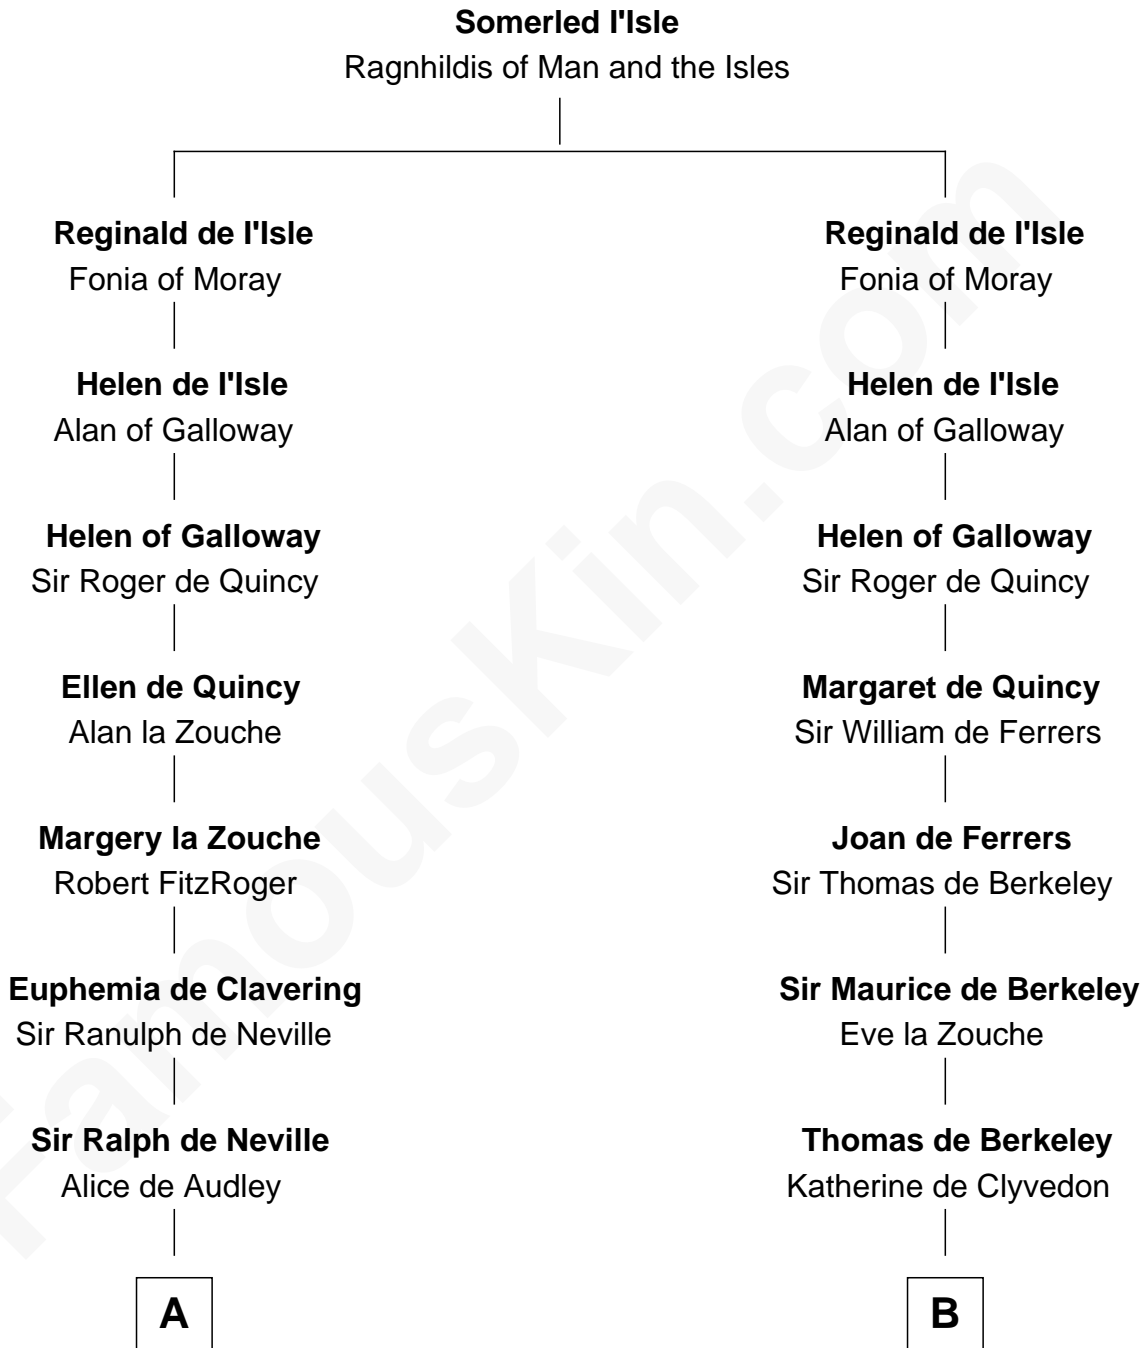 Somerled I'Isle
Ragnhildis of Man and the Isles
Reginald de I'Isle
Fonia of Moray
Reginald de I'Isle
Fonia of Moray
Helen de I'Isle
Alan of Galloway
Helen de I'Isle
Alan of Galloway
Helen of Galloway
Sir Roger de Quincy
Helen of Galloway
Sir Roger de Quincy
Ellen de Quincy
Alan la Zouche
Margaret de Quincy
Sir William de Ferrers
Margery la Zouche
Robert FitzRoger
Joan de Ferrers
Sir Thomas de Berkeley
Euphemia de Clavering
Sir Ranulph de Neville
Sir Maurice de Berkeley
Eve la Zouche
Sir Ralph de Neville
Alice de Audley
Thomas de Berkeley
Katherine de Clyvedon
A
B
FamousKin.com